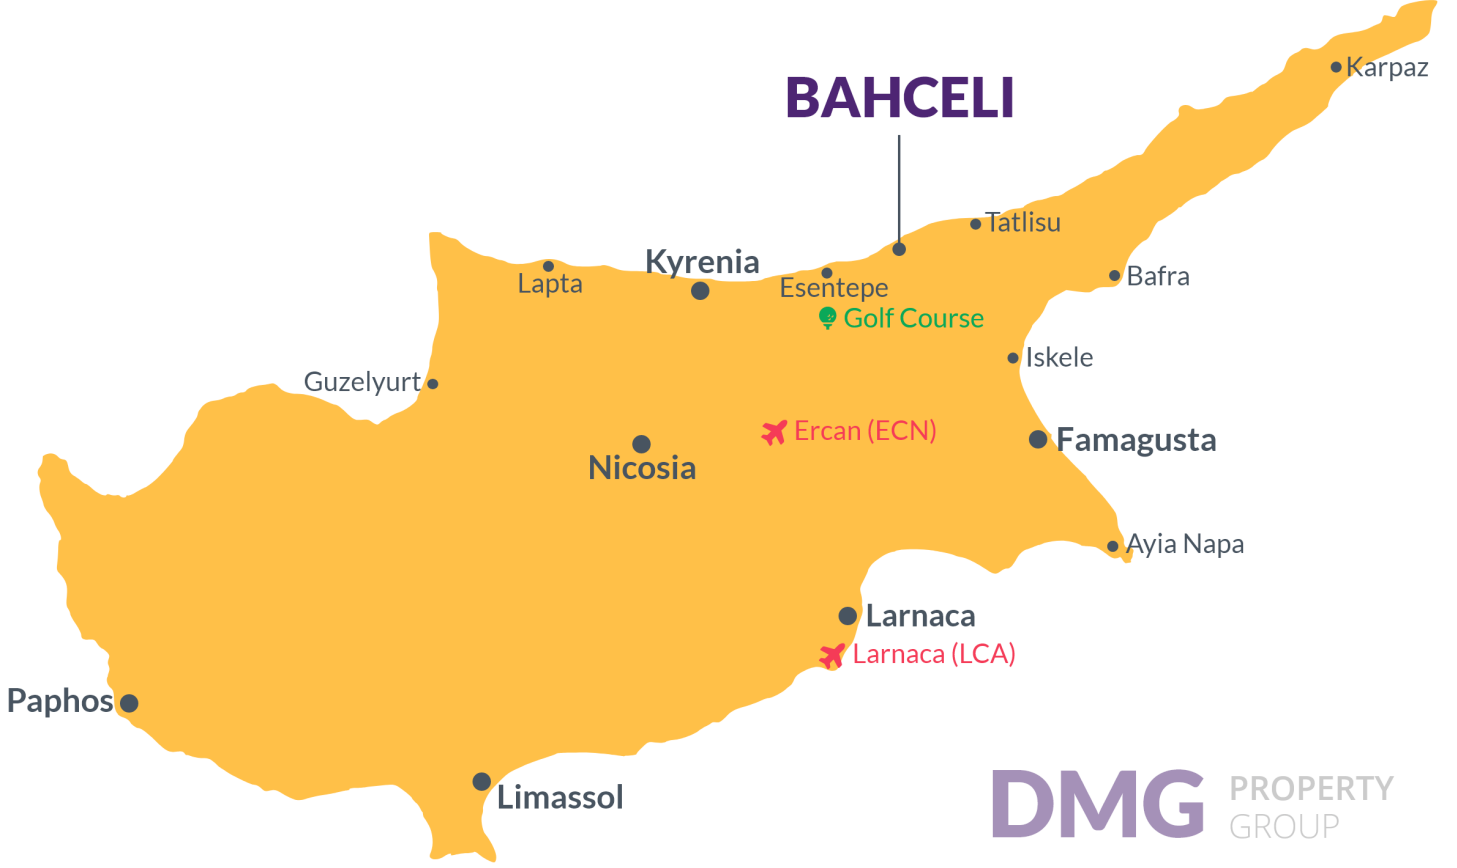 Karpaz
BAHCELI
Tatlisu
Kyrenia
Lapta
Esentepe
Bafra
Golf Course
Iskele
Guzelyurt
Ercan (ECN)
Famagusta
Nicosia
Ayia Napa
Larnaca
Larnaca (LCA)
Paphos
Limassol
DMG PROPERTY
GROUP